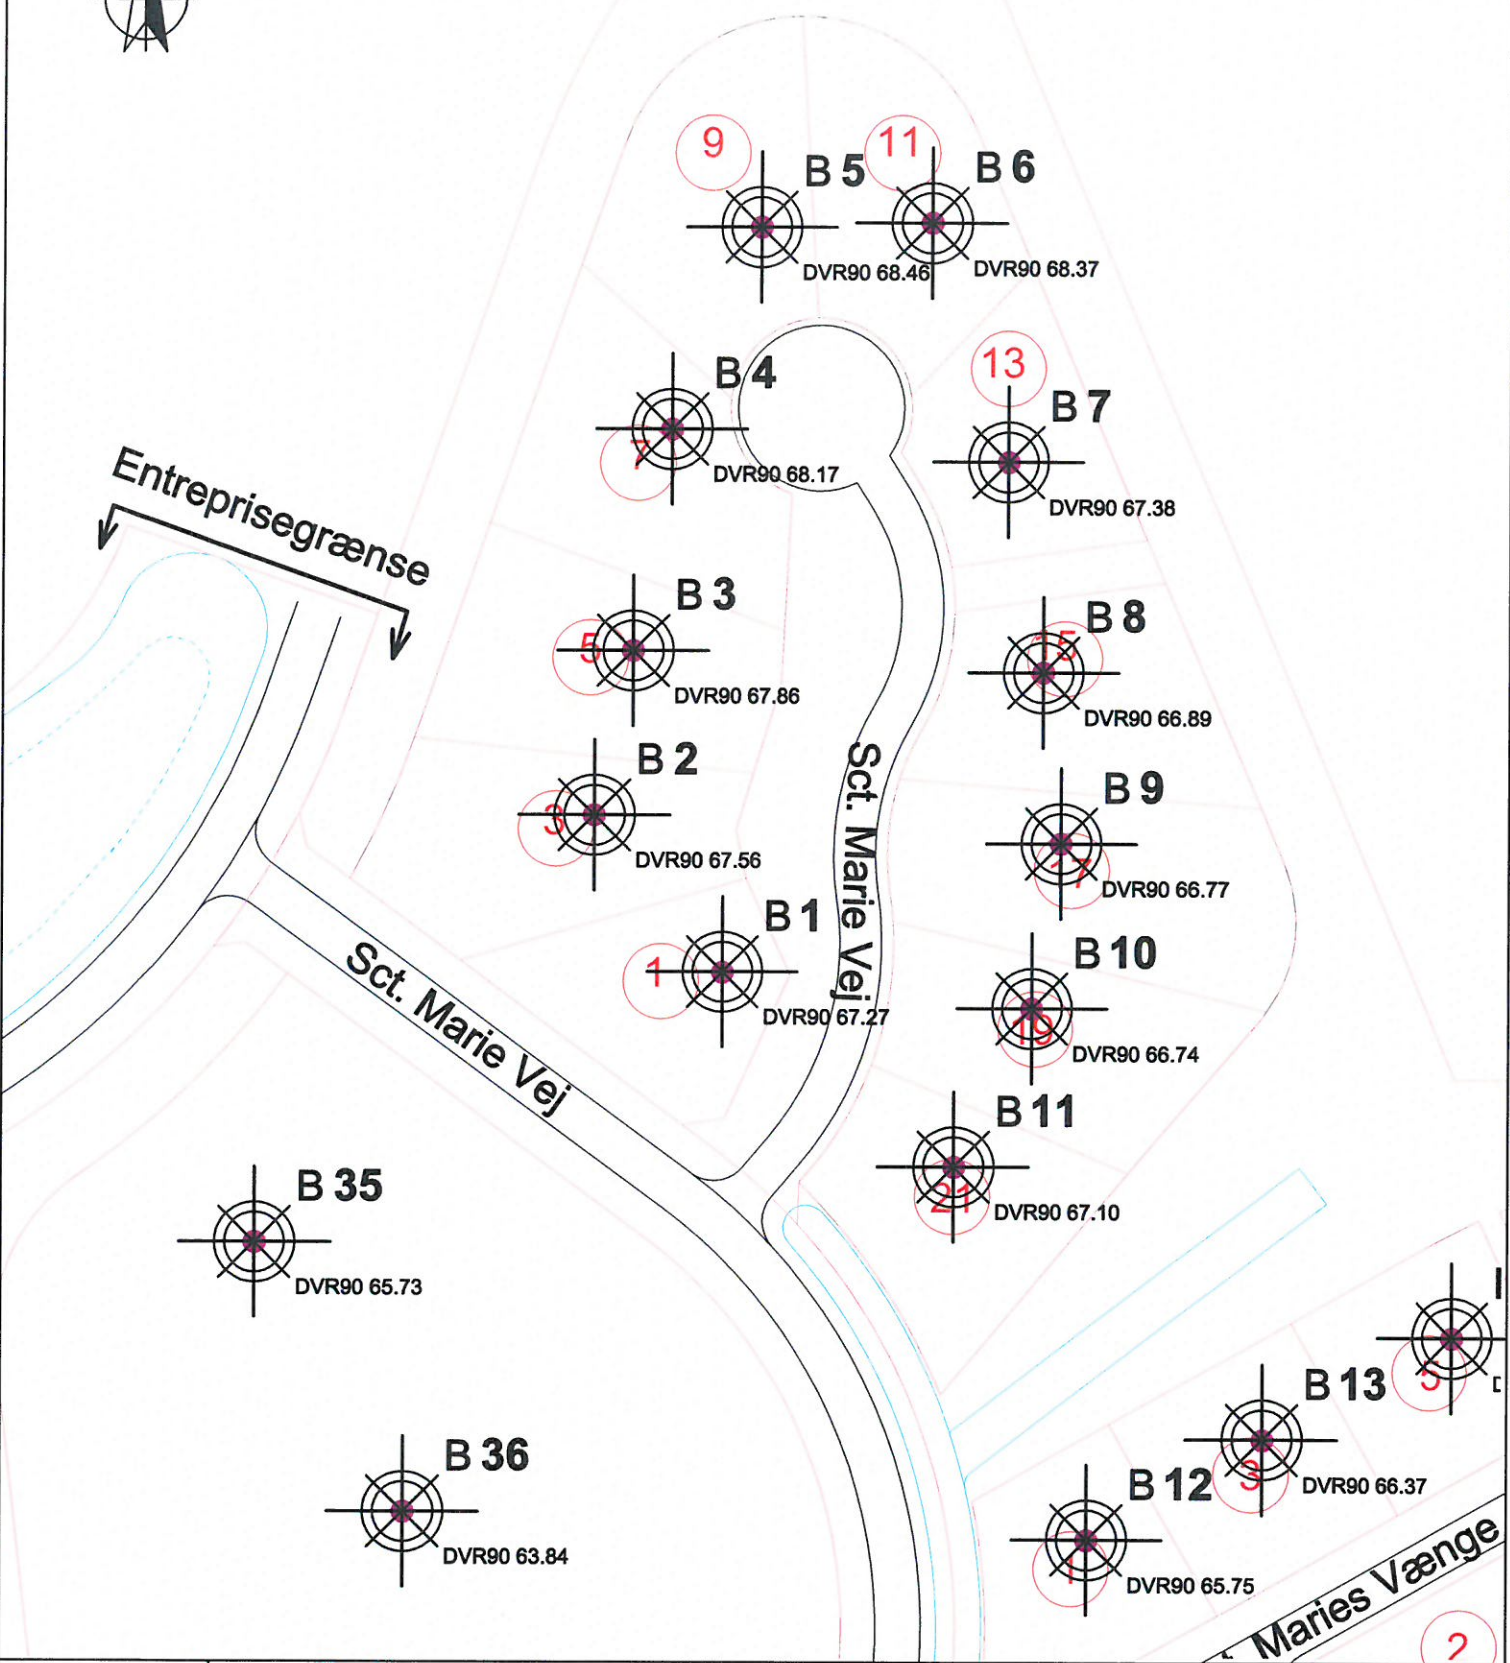 9
11
B 5
B 6
DVR90 68.46
DVR90 68.37
13
B 4
B 7
7
DVR90 68.17
DVR90 67.38
Entreprisegrænse
B 3
5
DVR90 67.86
B 8
15
DVR90 66.89
B 2
3
DVR90 67.56
Sct. Marie Vej
B 9
17
DVR90 66.77
B 1
1
DVR90 67.27
B 10
19
DVR90 66.74
Sct. Marie Vej
B 11
21
DVR90 67.10
B 35
DVR90 65.73
5
B 13
3
DVR90 66.37
B 36
DVR90 63.84
B 12
1
DVR90 65.75
Maries Vænge
2